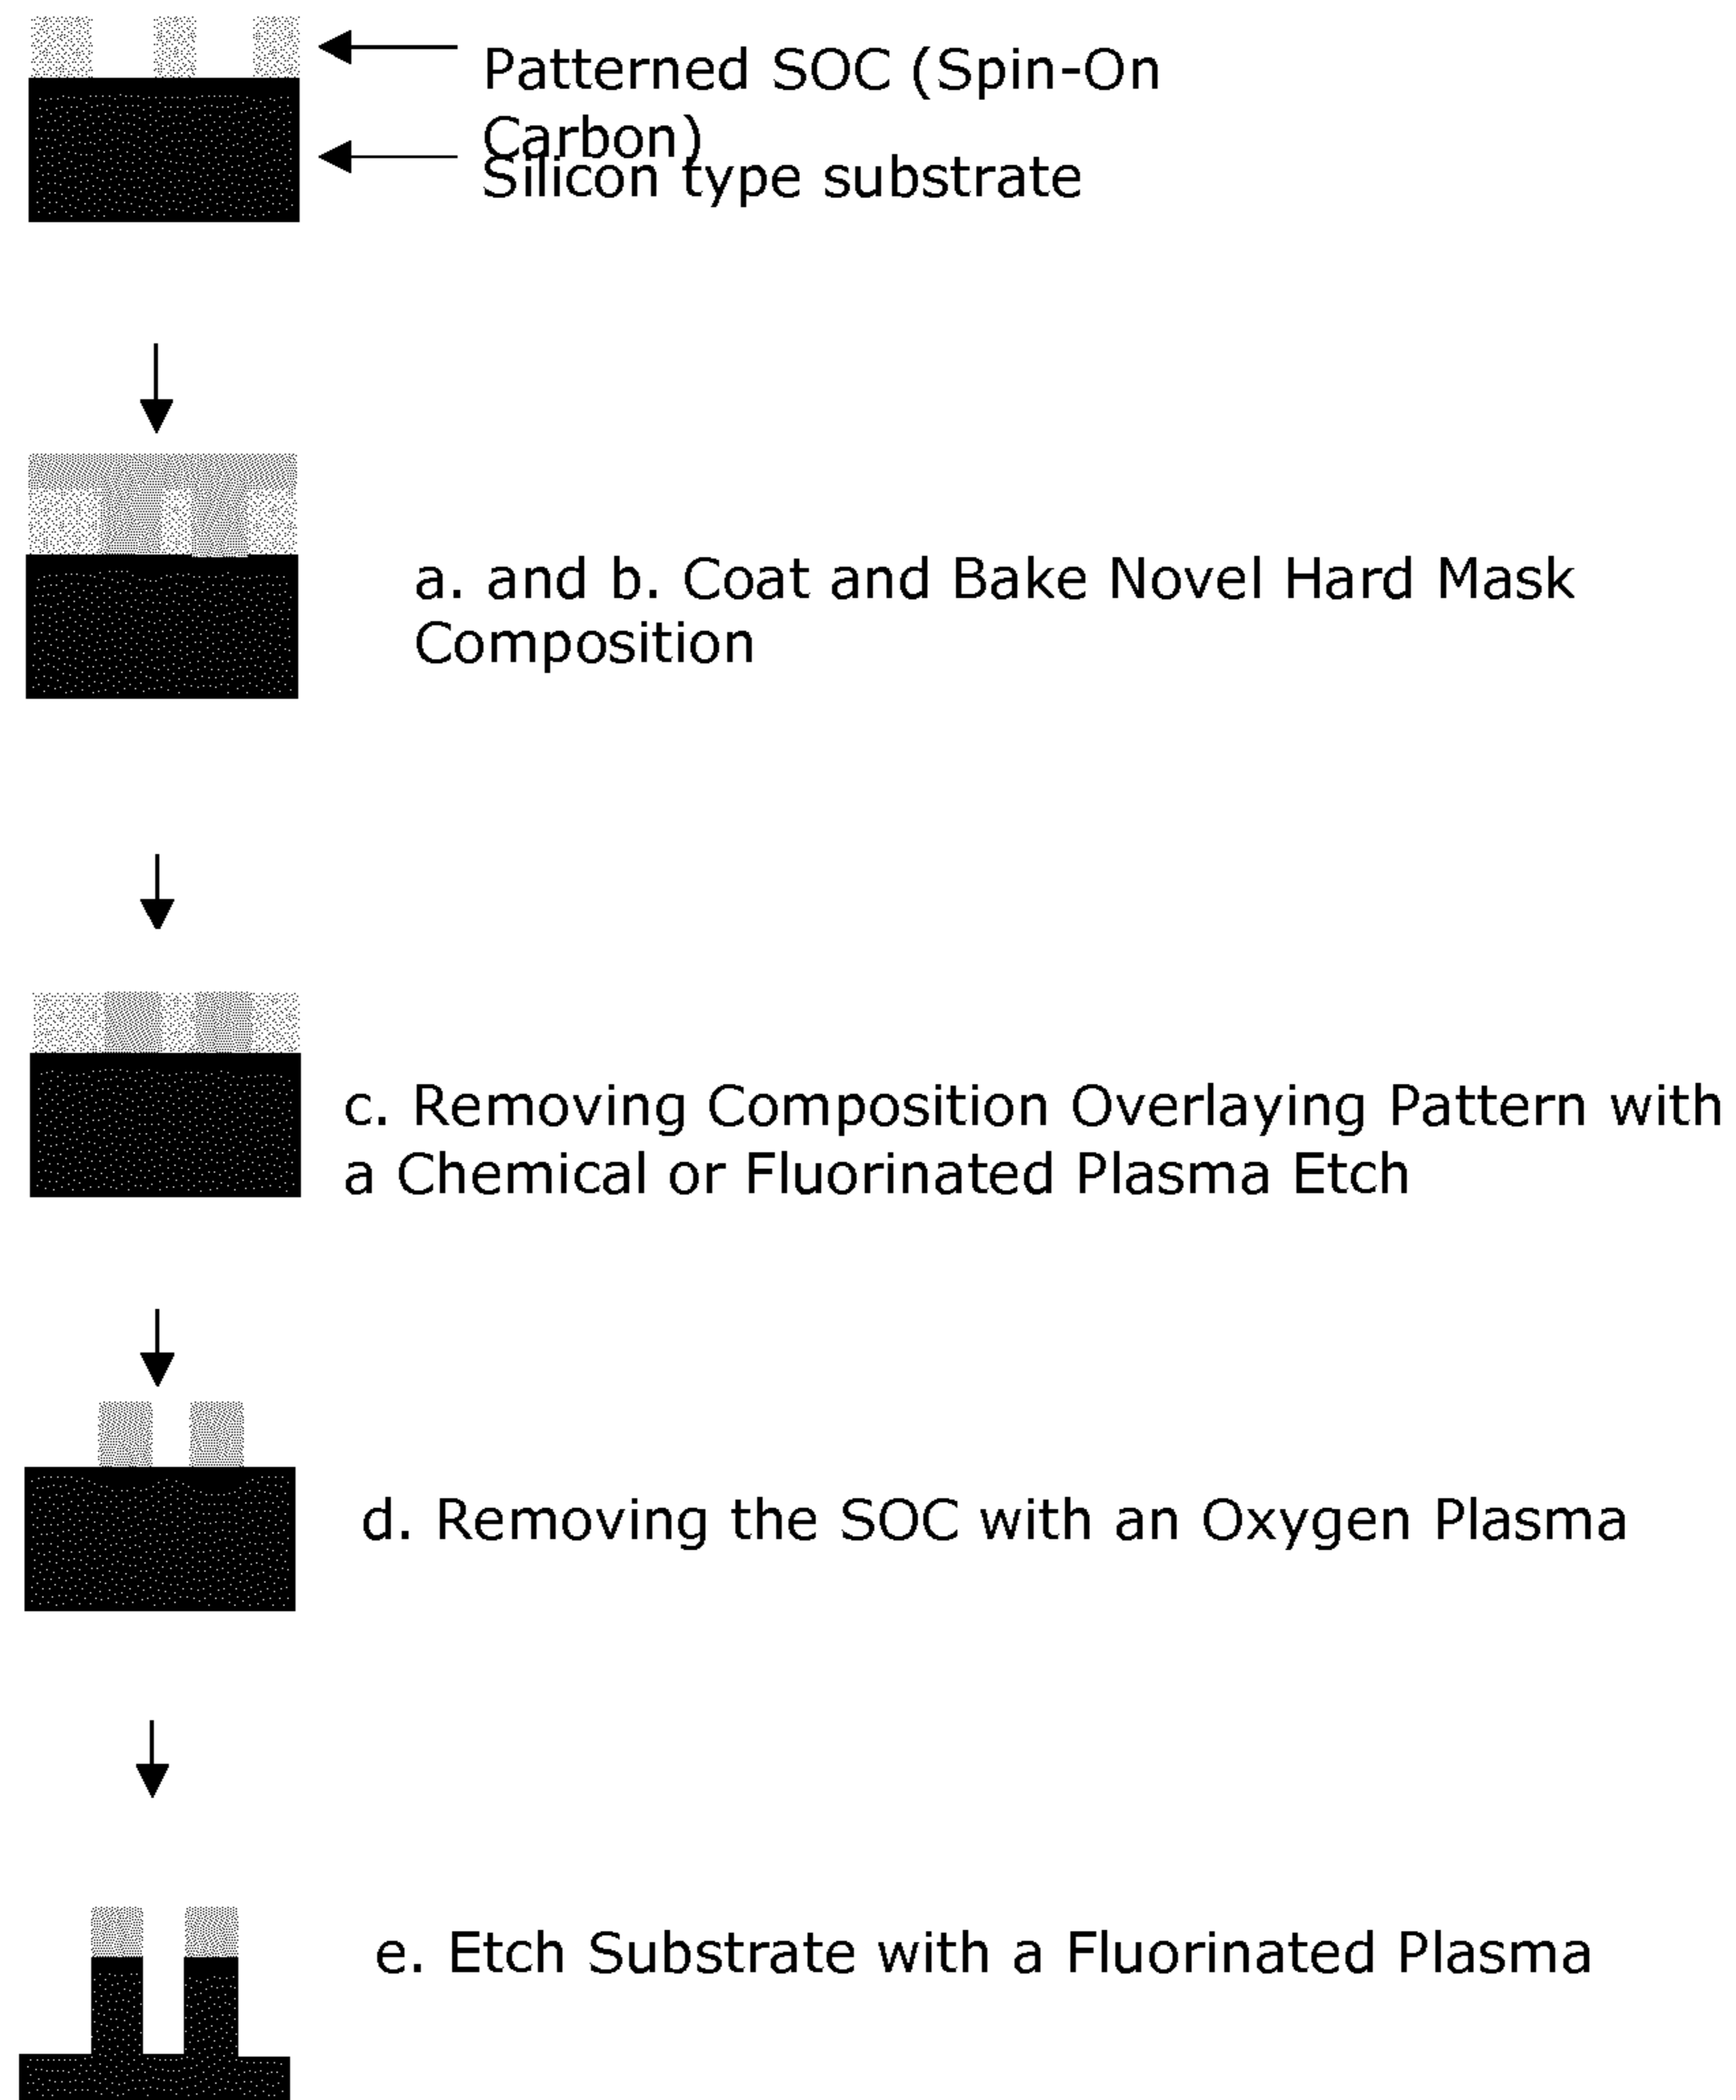 Patterned SOC (Spin-On
Carbon)
Silicon type substrate
a. and b. Coat and Bake Novel Hard Mask
Composition
c. Removing Composition Overlaying Pattern with
a Chemical or Fluorinated Plasma Etch
d. Removing the SOC with an Oxygen Plasma
e. Etch Substrate with a Fluorinated Plasma